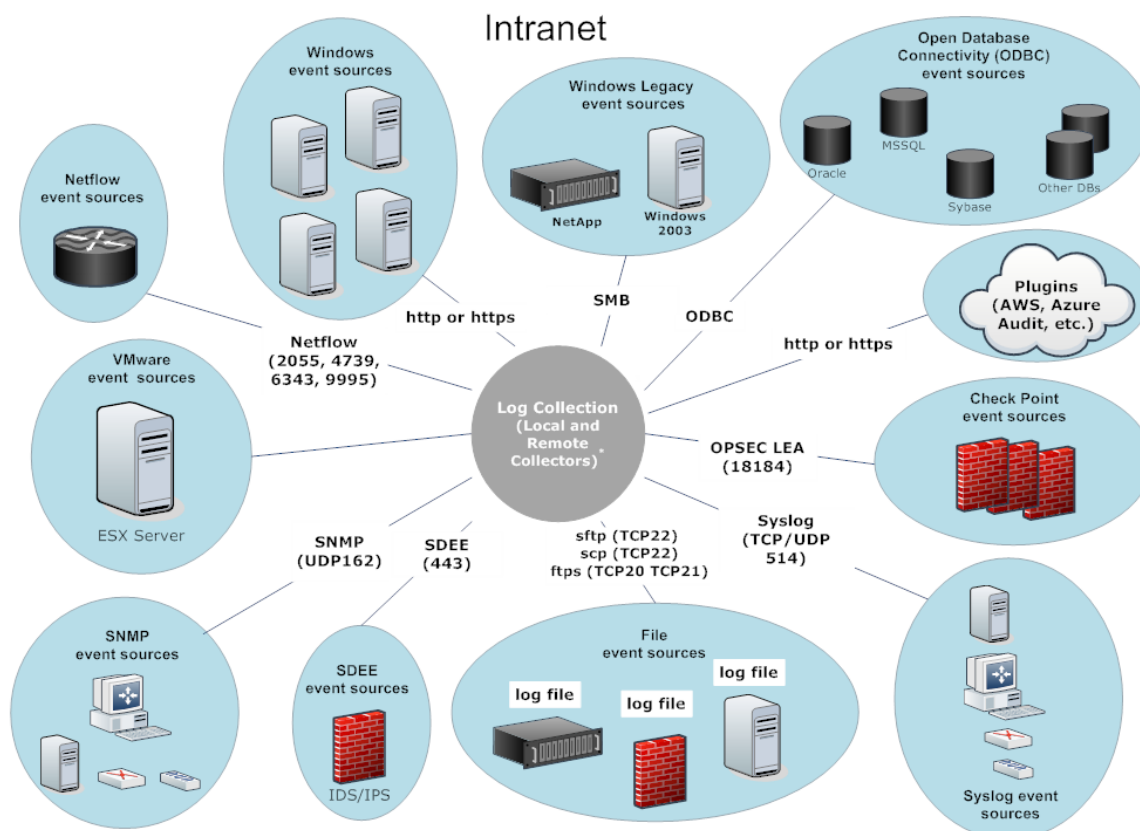 Intranet
Windows
event sources
Windows Legacy
event sources
NetApp
Windows
2003
Open Database
Connectivity (ODBC)
event sources
Oracle
MSSQL
Sybase
Other DBs
Netflow
event sources
http or https
SMB
ODBC
Plugins
(AWS, Azure
Audit, etc.)
http or https
Netflow
(2055, 4739,
6343, 9995)
VMware
event sources
ESX Server
Log Collection
(Local and
Remote
Collectors)*
Check Point
event sources
OPSEC LEA
(18184)
SNMP
(UDP162)
SDEE
(443)
sftp (TCP22)
scp (TCP22)
ftps (TCP20 TCP21)
Syslog
(TCP/UDP
514)
SNMP
event sources
SDEE
event sources
IDS/IPS
File
event sources
log file
log file
log file
Syslog event
sources